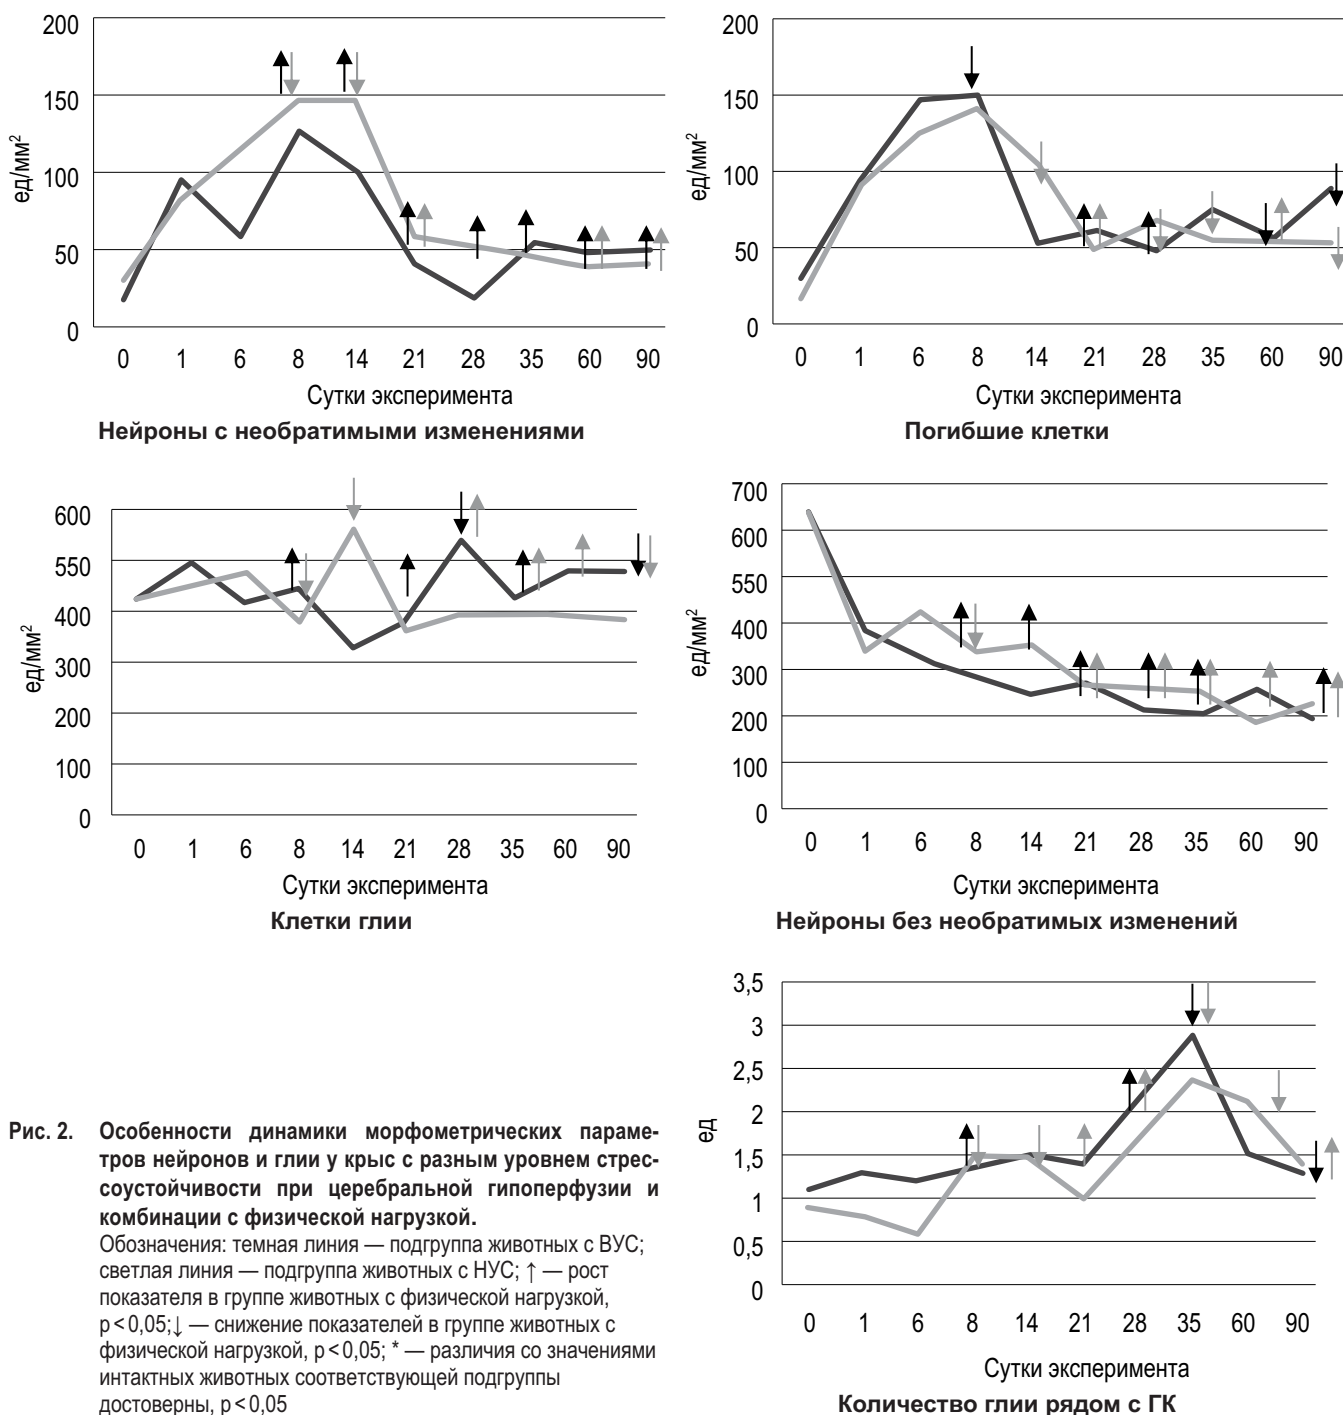 200
150
100
50
0
ед/мм²
0 1 6 8 14 21 28 35 60 90
Сутки эксперимента
Нейроны с необратимыми изменениями
200
150
100
50
0
ед/мм²
0 1 6 8 14 21 28 35 60 90
Сутки эксперимента
Погибшие клетки
600
550
400
300
200
100
0
ед/мм²
0 1 6 8 14 21 28 35 60 90
Сутки эксперимента
Клетки глии
700
600
550
400
300
200
100
0
ед/мм²
0 1 6 8 14 21 28 35 60 90
Сутки эксперимента
Нейроны без необратимых изменений
3,5
3
2,5
2
1,5
1
0,5
0
ед
0 1 6 8 14 21 28 35 60 90
Сутки эксперимента
Количество глии рядом с ГК
Рис. 2. Особенности динамики морфометрических параме-
тров нейронов и глии у крыс с разным уровнем стрес-
соустойчивости при церебральной гипоперфузии и
комбинации с физической нагрузкой.
Обозначения: темная линия — подгруппа животных с ВУС;
светлая линия — подгруппа животных с НУС; ↑ — рост
показателя в группе животных с физической нагрузкой,
p < 0,05;↓ — снижение показателей в группе животных с
физической нагрузкой, p < 0,05; * — различия со значениями
интактных животных соответствующей подгруппы
достоверны, p < 0,05